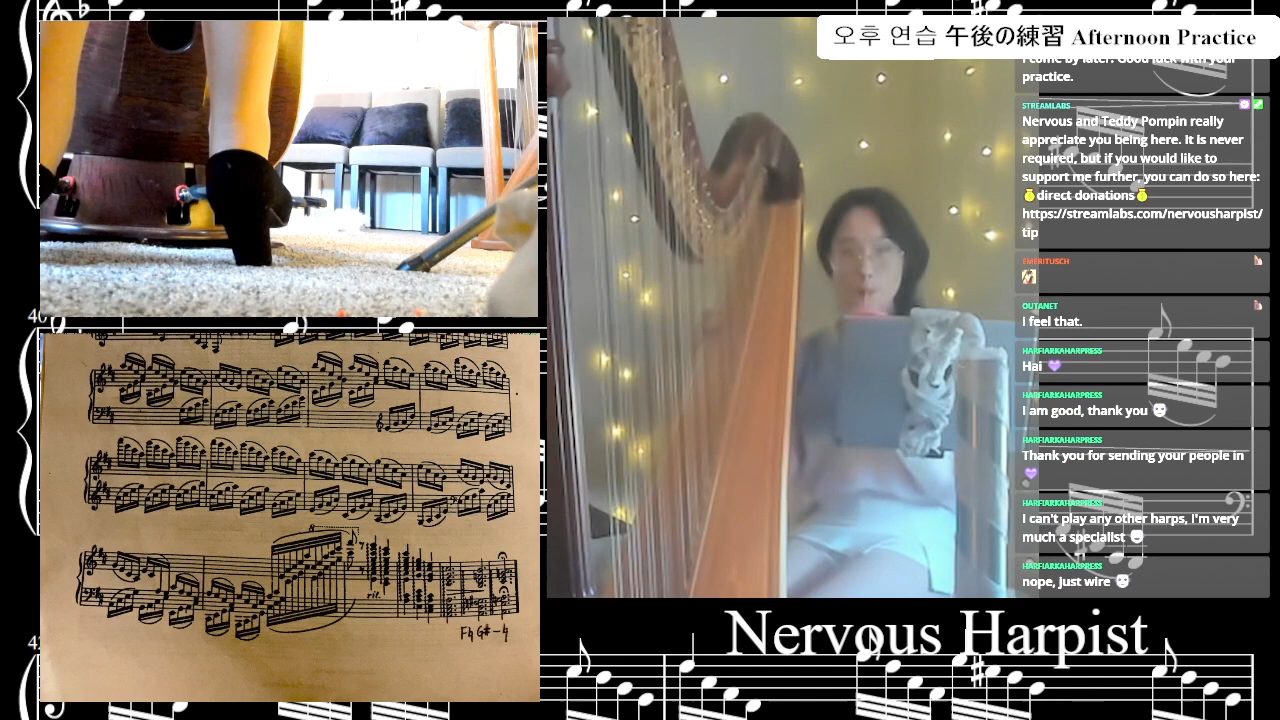 오후 연습 午後の練習 Afternoon Practice
I come by later. Good luck with your
practice.
STREAMLABS
Nervous and Teddy Pompin really
appreciate you being here. It is never
required, but if you would like to
support me further, you can do so here:
💰direct donations💰
https://streamlabs.com/nervousharpist/
tip
EMERITUSCH
OUTANET
I feel that.
HARFIARKAHARPRESS
Hai 💜
HARFIARKAHARPRESS
I am good, thank you
HARFIARKAHARPRESS
Thank you for sending your people in
💜
HARFIARKAHARPRESS
I can't play any other harps, I'm very
much a specialist
HARFIARKAHARPRESS
nope, just wire
40
8
rit.
F♮ G# - ♮
42
Nervous Harpist